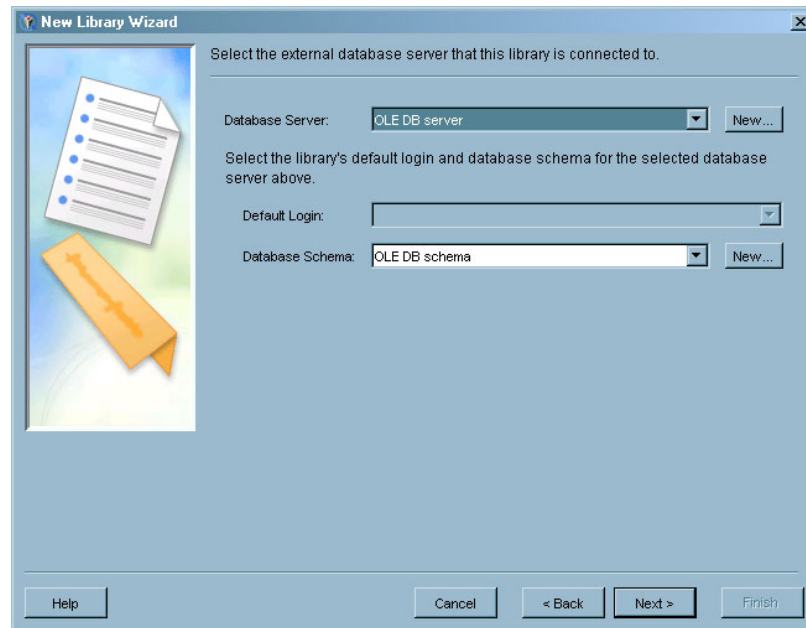 New Library Wizard
Select the external database server that this library is connected to.
Database Server: OLE DB server New...
Select the library's default login and database schema for the selected database
server above.
Default Login:
Database Schema: OLE DB schema New...
Help Cancel < Back Next > Finish